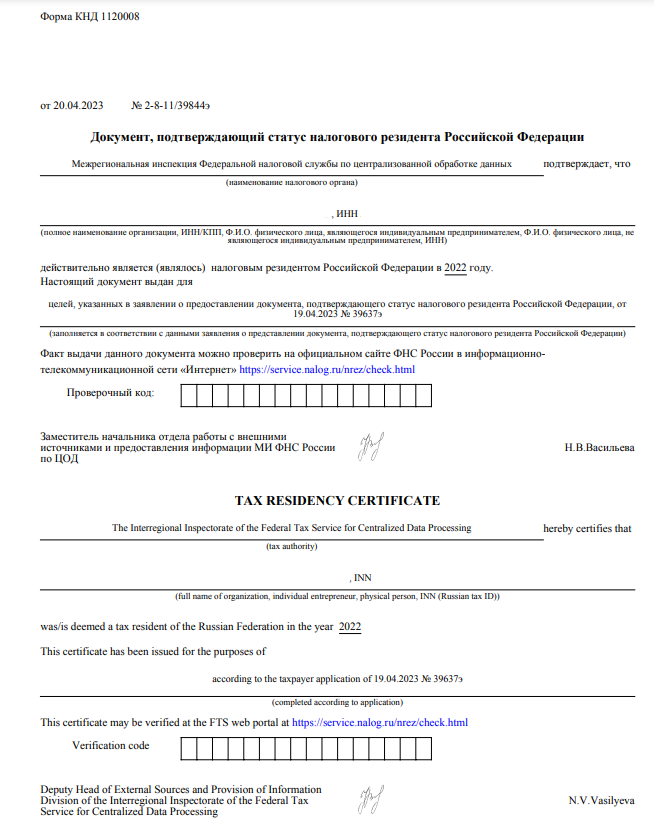 Форма КНД 1120008
от 20.04.2023 № 2-8-11/39844э
Документ, подтверждающий статус налогового резидента Российской Федерации
Межрегиональная инспекция Федеральной налоговой службы по централизованной обработке данных подтверждает, что
(наименование налогового органа)
, ИНН
(полное наименование организации, ИНН/КПП, Ф.И.О. физического лица, являющегося индивидуальным предпринимателем, Ф.И.О. физического лица, не
являющегося индивидуальным предпринимателем, ИНН)
действительно является (являлось) налоговым резидентом Российской Федерации в 2022 году.
Настоящий документ выдан для
целей, указанных в заявлении о предоставлении документа, подтверждающего статус налогового резидента Российской Федерации, от
19.04.2023 № 39637э
(заполняется в соответствии с данными заявления о представлении документа, подтверждающего статус налогового резидента Российской Федерации)
Факт выдачи данного документа можно проверить на официальном сайте ФНС России в информационно-
телекоммуникационной сети «Интернет» https://service.nalog.ru/nrez/check.html
Проверочный код:
Заместитель начальника отдела работы с внешними
источниками и предоставления информации МИ ФНС России
по ЦОД
Н.В.Васильева
TAX RESIDENCY CERTIFICATE
The Interregional Inspectorate of the Federal Tax Service for Centralized Data Processing hereby certifies that
(tax authority)
, INN
(full name of organization, individual entrepreneur, physical person, INN (Russian tax ID))
was/is deemed a tax resident of the Russian Federation in the year 2022
This certificate has been issued for the purposes of
according to the taxpayer application of 19.04.2023 № 39637э
(completed according to application)
This certificate may be verified at the FTS web portal at https://service.nalog.ru/nrez/check.html
Verification code
Deputy Head of External Sources and Provision of Information
Division of the Interregional Inspectorate of the Federal Tax
Service for Centralized Data Processing
N.V.Vasilyeva